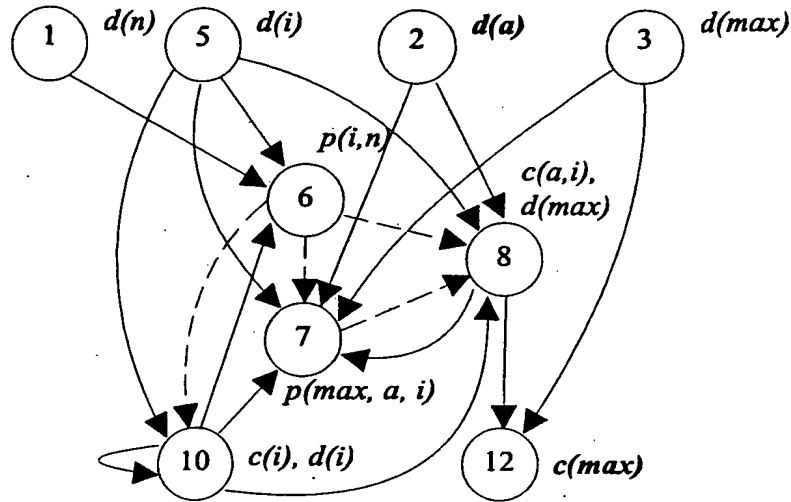 1 d(n) 5 d(i) 2 d(a) 3 d(max)
p(i,n)
6
c(a,i),
d(max)
8
7
p(max, a, i)
10 c(i), d(i) 12 c(max)